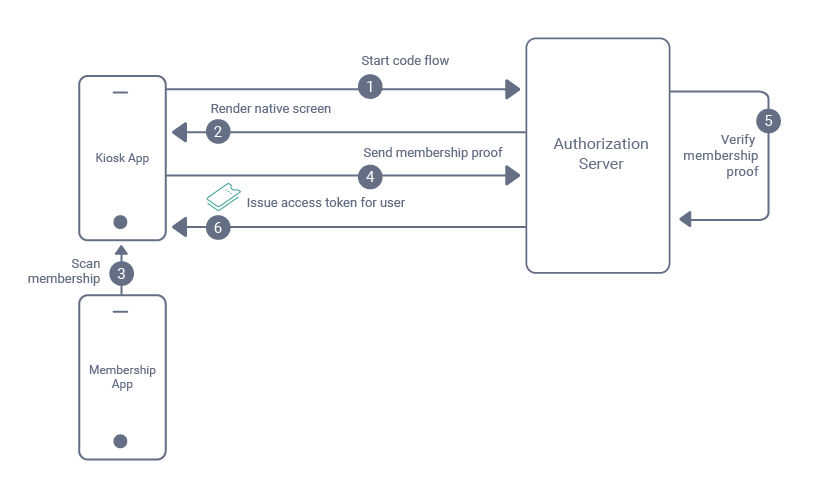 Start code flow
1
Render native screen
2
Kiosk App
Send membership proof
4
Issue access token for user
6
Authorization
Server
5
Verify
membership
proof
Scan
membership
3
Membership
App